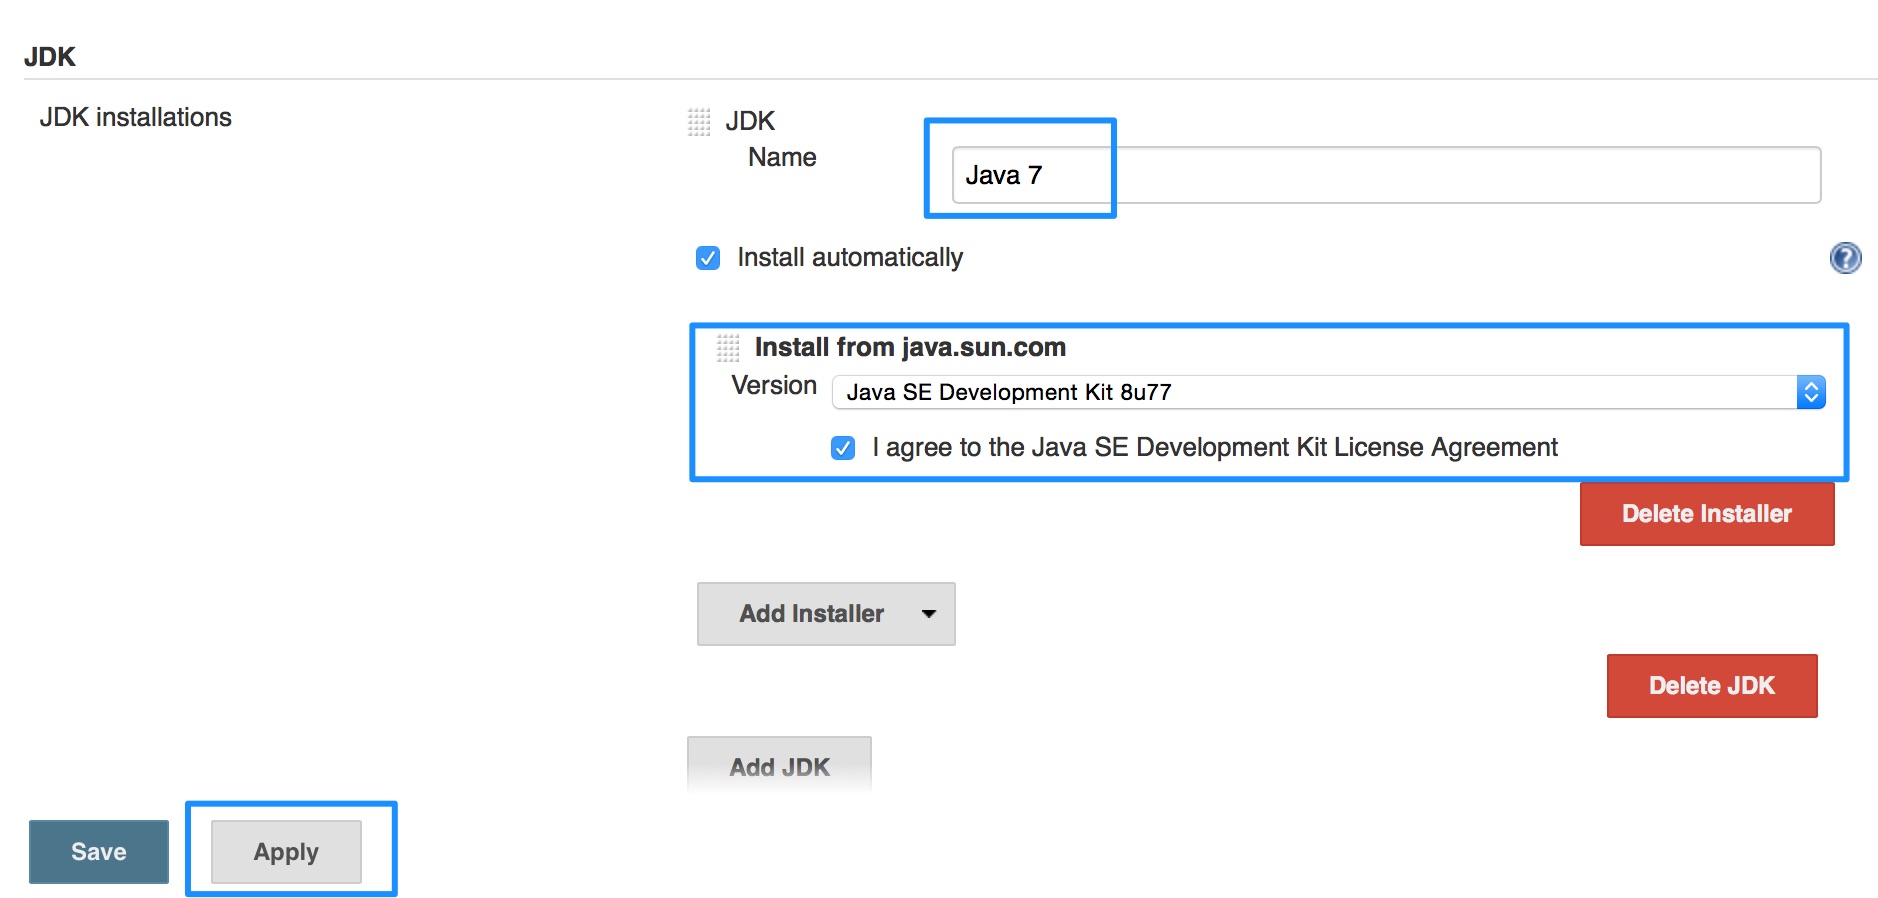 JDK
JDK installations
JDK
Name
Java 7
Install automatically
?
Install from java.sun.com
Version
Java SE Development Kit 8u77
I agree to the Java SE Development Kit License Agreement
Delete Installer
Add Installer
Delete JDK
Add JDK
Save
Apply